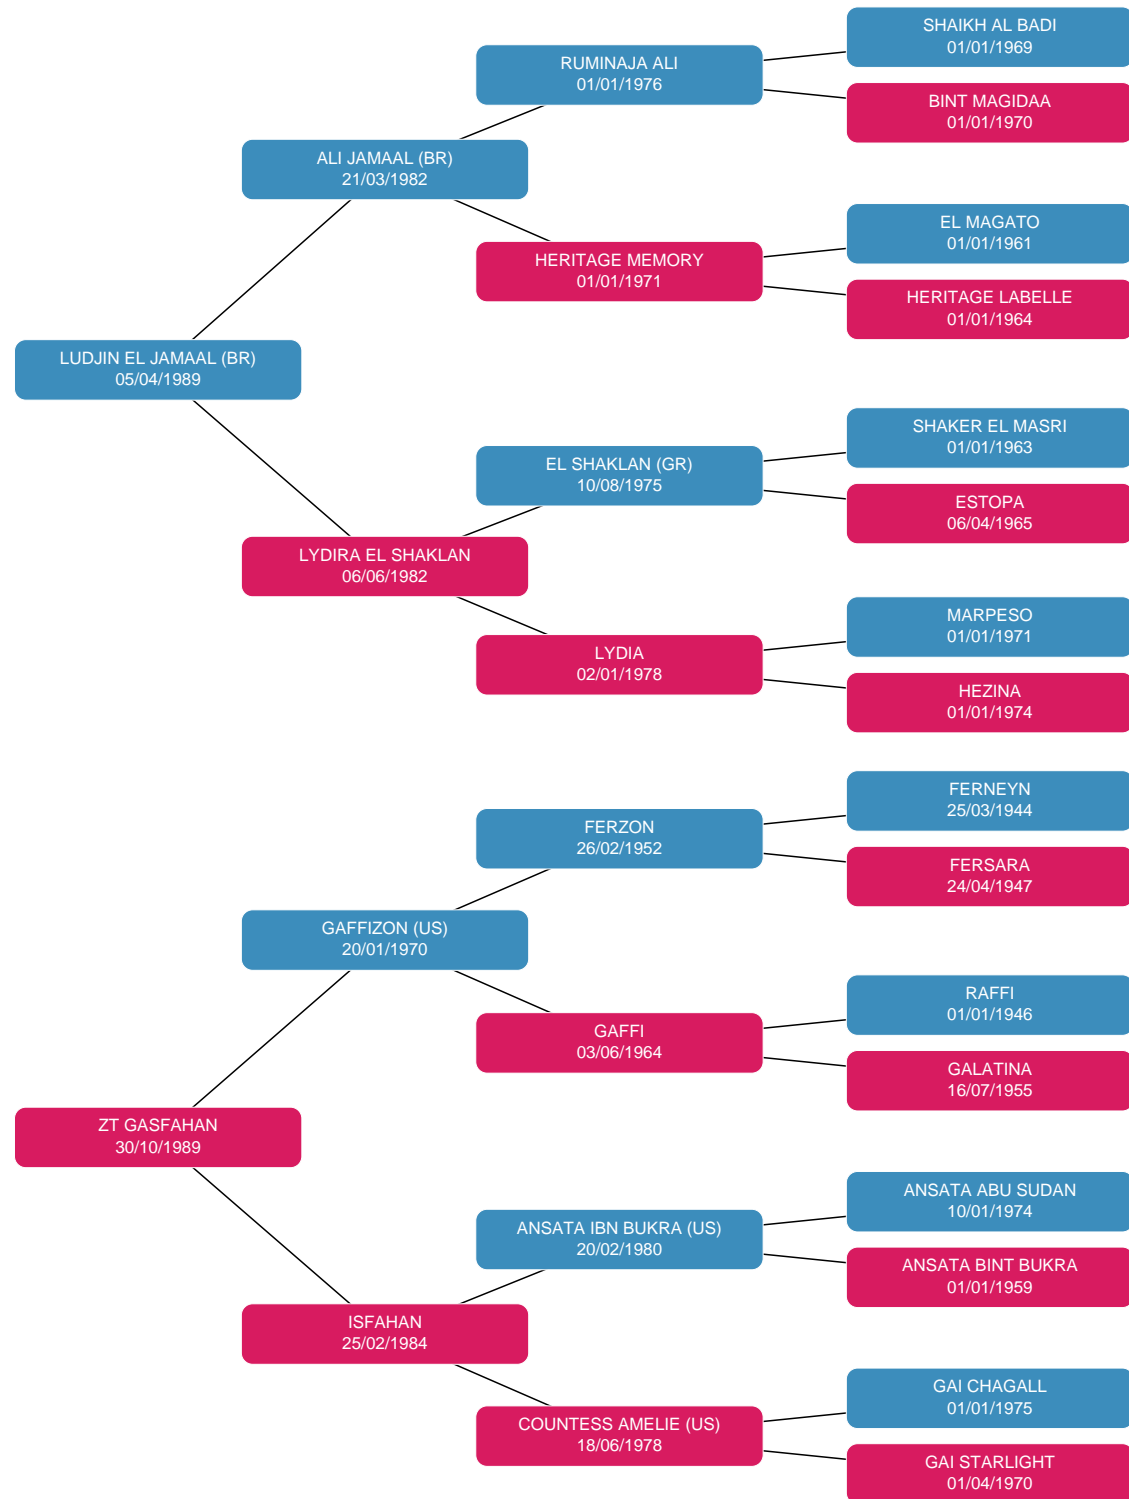 SHAIKH AL BADI
01/01/1969
RUMINAJA ALI
01/01/1976
BINT MAGIDAA
01/01/1970
ALI JAMAAL (BR)
21/03/1982
EL MAGATO
01/01/1961
HERITAGE MEMORY
01/01/1971
HERITAGE LABELLE
01/01/1964
LUDJIN EL JAMAAL (BR)
05/04/1989
SHAKER EL MASRI
01/01/1963
EL SHAKLAN (GR)
10/08/1975
ESTOPA
06/04/1965
LYDIRA EL SHAKLAN
06/06/1982
MARPESO
01/01/1971
LYDIA
02/01/1978
HEZINA
01/01/1974
FERNEYN
25/03/1944
FERZON
26/02/1952
FERSARA
24/04/1947
GAFFIZON (US)
20/01/1970
RAFFI
01/01/1946
GAFFI
03/06/1964
GALATINA
16/07/1955
ZT GASFAHAN
30/10/1989
ANSATA ABU SUDAN
10/01/1974
ANSATA IBN BUKRA (US)
20/02/1980
ANSATA BINT BUKRA
01/01/1959
ISFAHAN
25/02/1984
GAI CHAGALL
01/01/1975
COUNTESS AMELIE (US)
18/06/1978
GAI STARLIGHT
01/04/1970